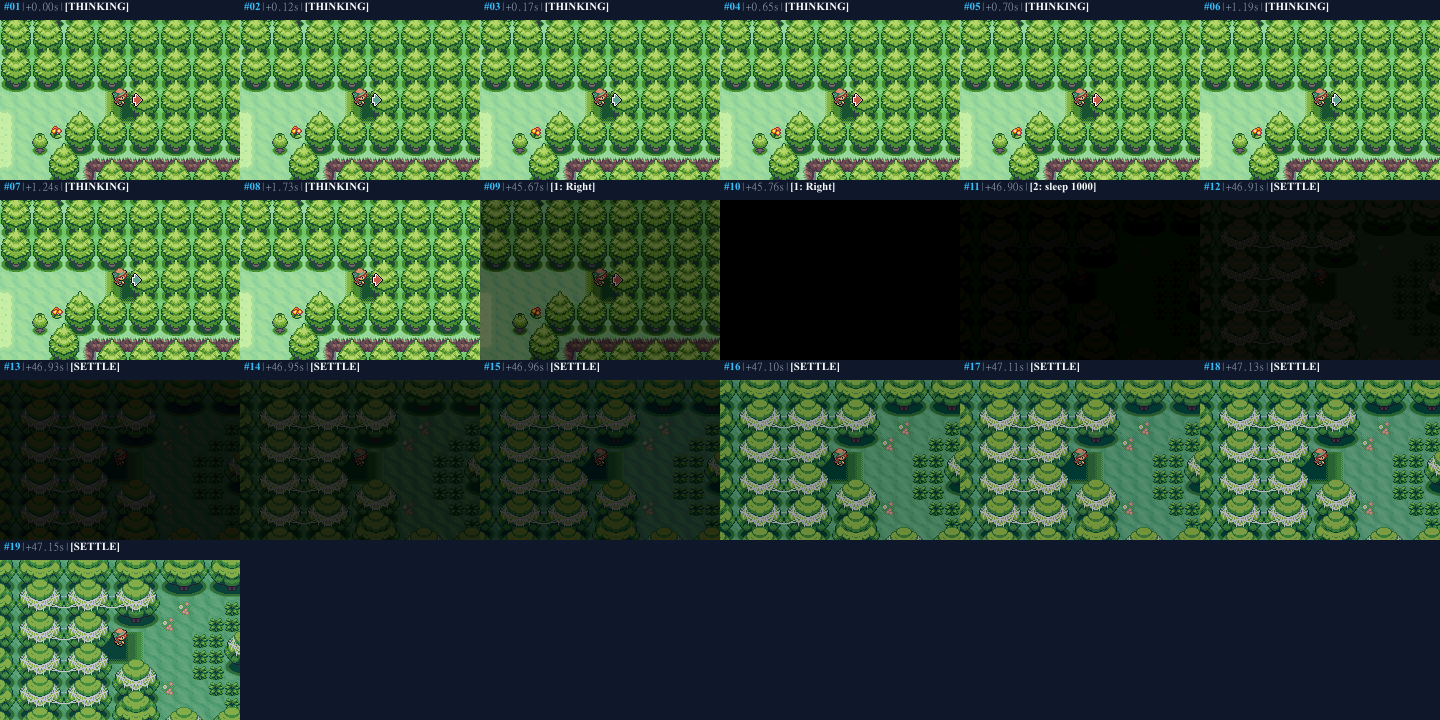 #01 | +0.00s | [THINKING]
#02 | +0.12s | [THINKING]
#03 | +0.17s | [THINKING]
#04 | +0.65s | [THINKING]
#05 | +0.70s | [THINKING]
#06 | +1.19s | [THINKING]
#07 | +1.24s | [THINKING]
#08 | +1.73s | [THINKING]
#09 | +45.67s | [1: Right]
#10 | +45.76s | [1: Right]
#11 | +46.90s | [2: sleep 1000]
#12 | +46.91s | [SETTLE]
#13 | +46.93s | [SETTLE]
#14 | +46.95s | [SETTLE]
#15 | +46.96s | [SETTLE]
#16 | +47.10s | [SETTLE]
#17 | +47.11s | [SETTLE]
#18 | +47.13s | [SETTLE]
#19 | +47.15s | [SETTLE]